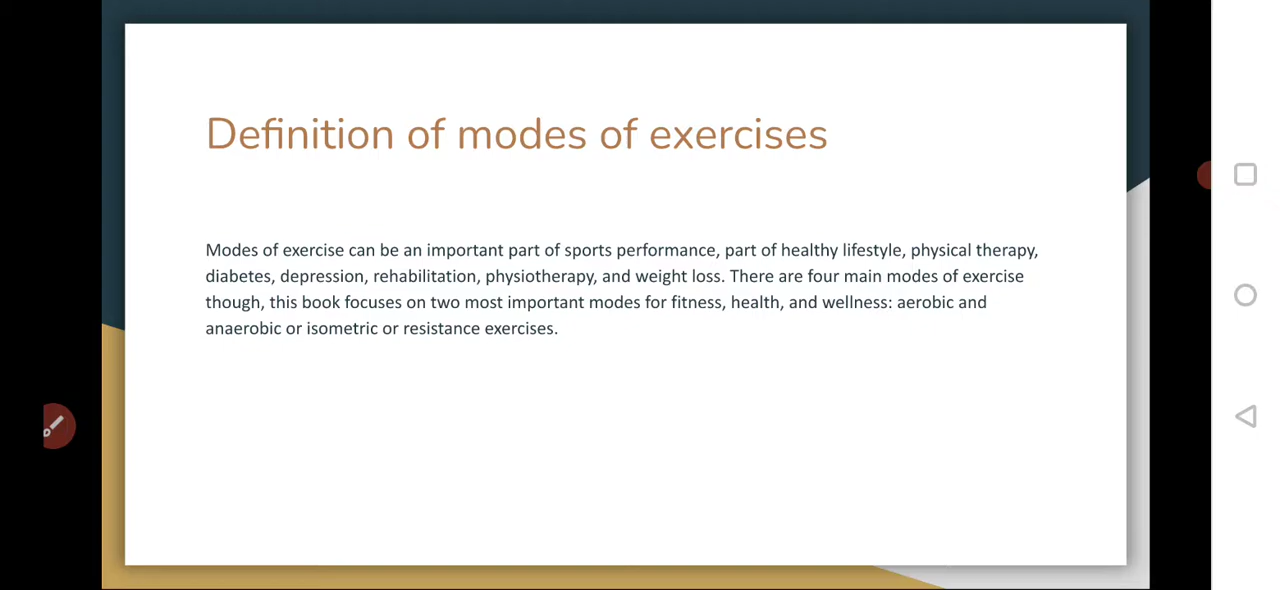 Definition of modes of exercises
Modes of exercise can be an important part of sports performance, part of healthy lifestyle, physical therapy,
diabetes, depression, rehabilitation, physiotherapy, and weight loss. There are four main modes of exercise
though, this book focuses on two most important modes for fitness, health, and wellness: aerobic and
anaerobic or isometric or resistance exercises.